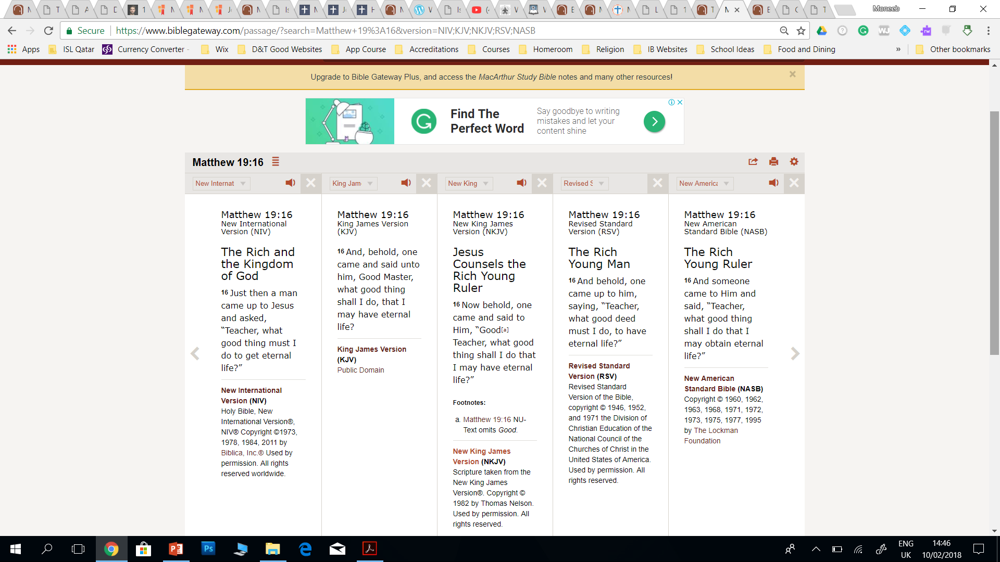 Moneeb
Secure
https://www.biblegateway.com/passage/?search=Matthew+19%3A16&version=NIV;KJV;NKJV;RSV;NASB
Apps
ISL Qatar
Currency Converter -
Wix
D&T Good Websites
App Course
Accreditations
Courses
Homeroom
Religion
IB Websites
School Ideas
Food and Dining
»
Other bookmarks
Upgrade to Bible Gateway Plus, and access the MacArthur Study Bible notes and many other resources!
Find The
Perfect Word
Say goodbye to writing
mistakes and let your
content shine
Matthew 19:16
New Internat
King Jam
New King
Revised S
New America
Matthew 19:16
New International
Version (NIV)
The Rich and
the Kingdom
of God
16 Just then a man
came up to Jesus
and asked,
“Teacher, what
good thing must I
do to get eternal
life?”
New International
Version (NIV)
Holy Bible, New
International Version®,
NIV® Copyright ©1973,
1978, 1984, 2011 by
Biblica, Inc.® Used by
permission. All rights
reserved worldwide.
Matthew 19:16
King James Version
(KJV)
16 And, behold, one
came and said unto
him, Good Master,
what good thing
shall I do, that I
may have eternal
life?
King James Version
(KJV)
Public Domain
Matthew 19:16
New King James
Version (NKJV)
Jesus
Counsels the
Rich Young
Ruler
16 Now behold, one
came and said to
Him, “Good[a]
Teacher, what good
thing shall I do that
I may have eternal
life?”
Footnotes:
a. Matthew 19:16 NU-
Text omits Good.
New King James
Version (NKJV)
Scripture taken from the
New King James
Version®. Copyright ©
1982 by Thomas Nelson.
Used by permission. All
rights reserved.
Matthew 19:16
Revised Standard
Version (RSV)
The Rich
Young Man
16 And behold, one
came up to him,
saying, “Teacher,
what good deed
must I do, to have
eternal life?”
Revised Standard
Version (RSV)
Revised Standard
Version of the Bible,
copyright © 1946, 1952,
and 1971 the Division of
Christian Education of the
National Council of the
Churches of Christ in the
United States of America.
Used by permission. All
rights reserved.
Matthew 19:16
New American
Standard Bible (NASB)
The Rich
Young Ruler
16 And someone
came to Him and
said, “Teacher,
what good thing
shall I do that I
may obtain eternal
life?”
New American
Standard Bible (NASB)
Copyright © 1960, 1962,
1963, 1968, 1971, 1972,
1973, 1975, 1977, 1995
by The Lockman
Foundation
ENG
UK
14:46
10/02/2018